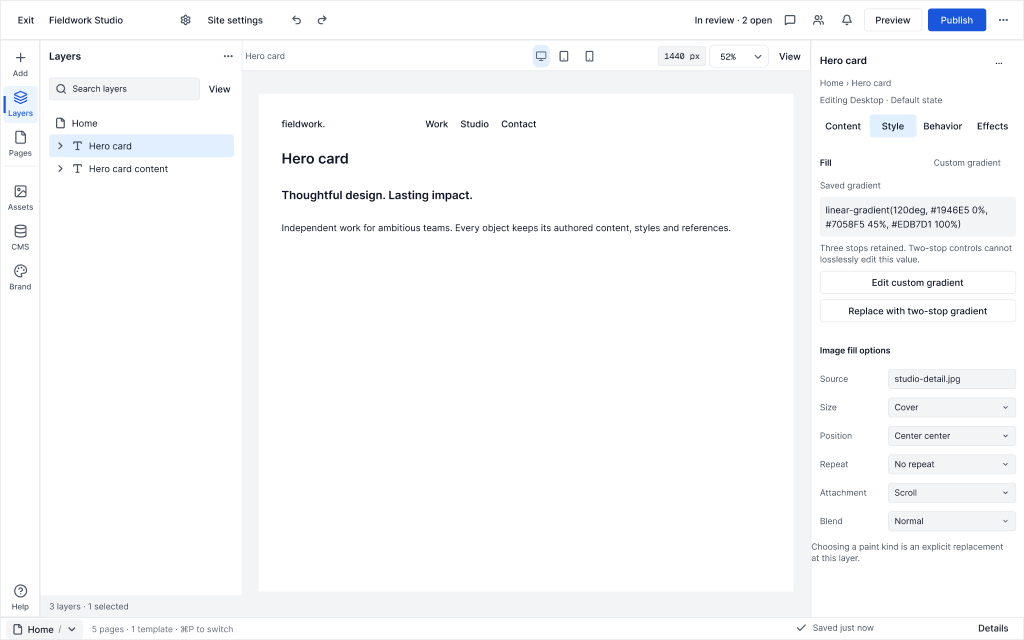 Exit
Fieldwork Studio
Site settings
In review · 2 open
Preview
Publish
Add
Layers
Pages
Assets
CMS
Brand
Help
Layers
Search layers
View
Home
Hero card
Hero card content
3 layers · 1 selected
Hero card
1440 px
52%
View
fieldwork.
Work
Studio
Contact
Hero card
Thoughtful design. Lasting impact.
Independent work for ambitious teams. Every object keeps its authored content, styles and references.
Hero card
Home › Hero card
Editing Desktop · Default state
Content
Style
Behavior
Effects
Fill
Custom gradient
Saved gradient
linear-gradient(120deg, #1946E5 0%,
#7058F5 45%, #EDB7D1 100%)
Three stops retained. Two-stop controls cannot
losslessly edit this value.
Edit custom gradient
Replace with two-stop gradient
Image fill options
Source
studio-detail.jpg
Size
Cover
Position
Center center
Repeat
No repeat
Attachment
Scroll
Blend
Normal
Choosing a paint kind is an explicit replacement
at this layer.
Home /
5 pages · 1 template · ⌘P to switch
Saved just now
Details